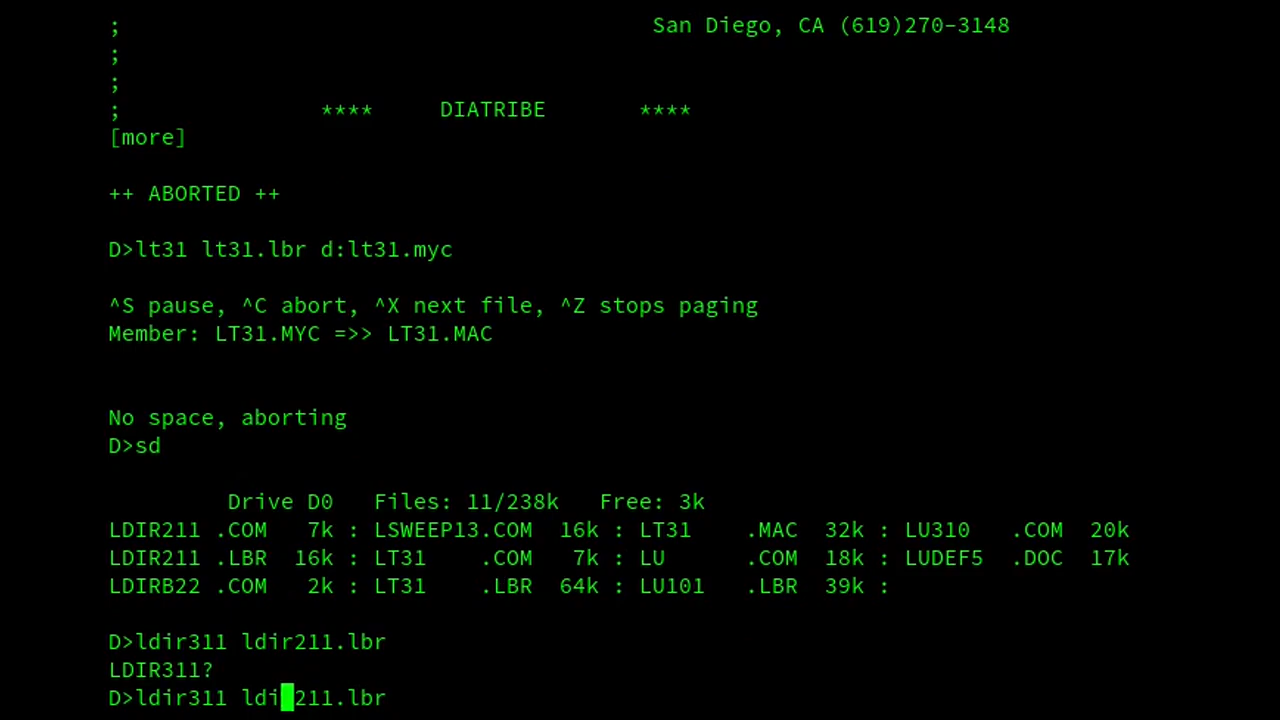 ; San Diego, CA (619)270-3148
;
;
; **** DIATRIBE ****
[more]
++ ABORTED ++
D>lt31 lt31.lbr d:lt31.myc
^S pause, ^C abort, ^X next file, ^Z stops paging
Member: LT31.MYC =>> LT31.MAC
No space, aborting
D>sd
Drive D0 Files: 11/238k Free: 3k
LDIR211 .COM 7k : LSWEEP13.COM 16k : LT31 .MAC 32k : LU310 .COM 20k
LDIR211 .LBR 16k : LT31 .COM 7k : LU .COM 18k : LUDEF5 .DOC 17k
LDIRB22 .COM 2k : LT31 .LBR 64k : LU101 .LBR 39k :
D>ldir311 ldir211.lbr
LDIR311?
D>ldir311 ldi 211.lbr